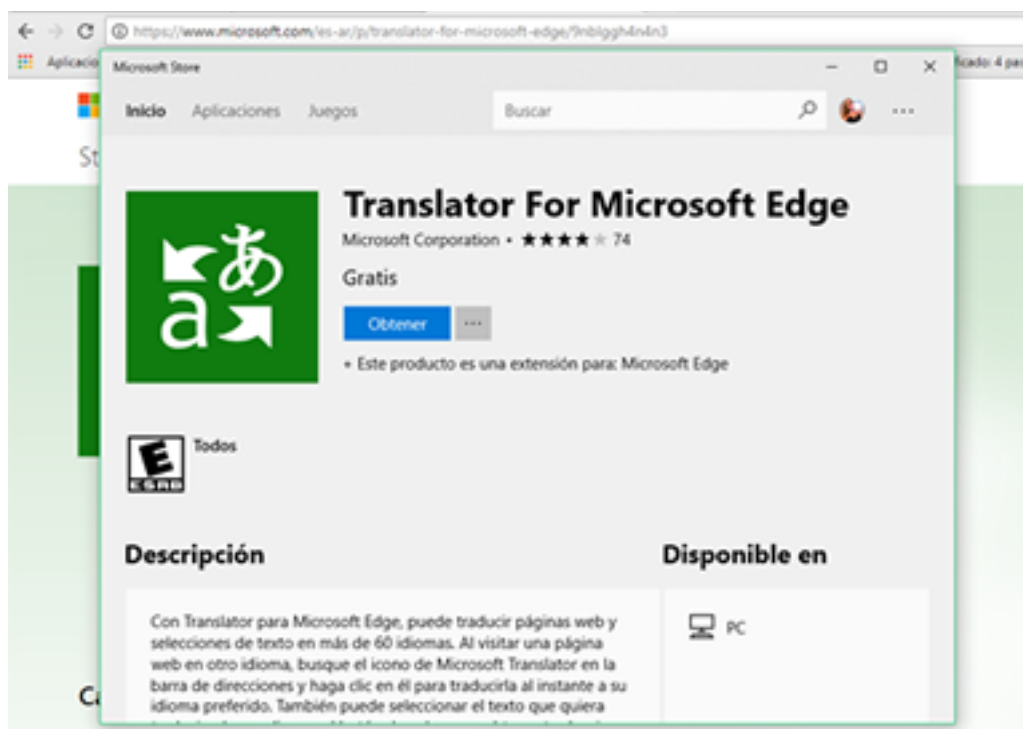 https://www.microsoft.com/es-ar/p/translator-for-microsoft-edge/9nblggh4n4n3
Microsoft Store
Inicio Aplicaciones Juegos Buscar
Translator For Microsoft Edge
Microsoft Corporation • ★★★★☆ 74
Gratis
Obtener ...
+ Este producto es una extensión para: Microsoft Edge
E
ESRB
Todos
Descripción
Con Translator para Microsoft Edge, puede traducir páginas web y
selecciones de texto en más de 60 idiomas. Al visitar una página
web en otro idioma, busque el icono de Microsoft Translator en la
barra de direcciones y haga clic en él para traducirla al instante a su
idioma preferido. También puede seleccionar el texto que quiera
Disponible en
PC